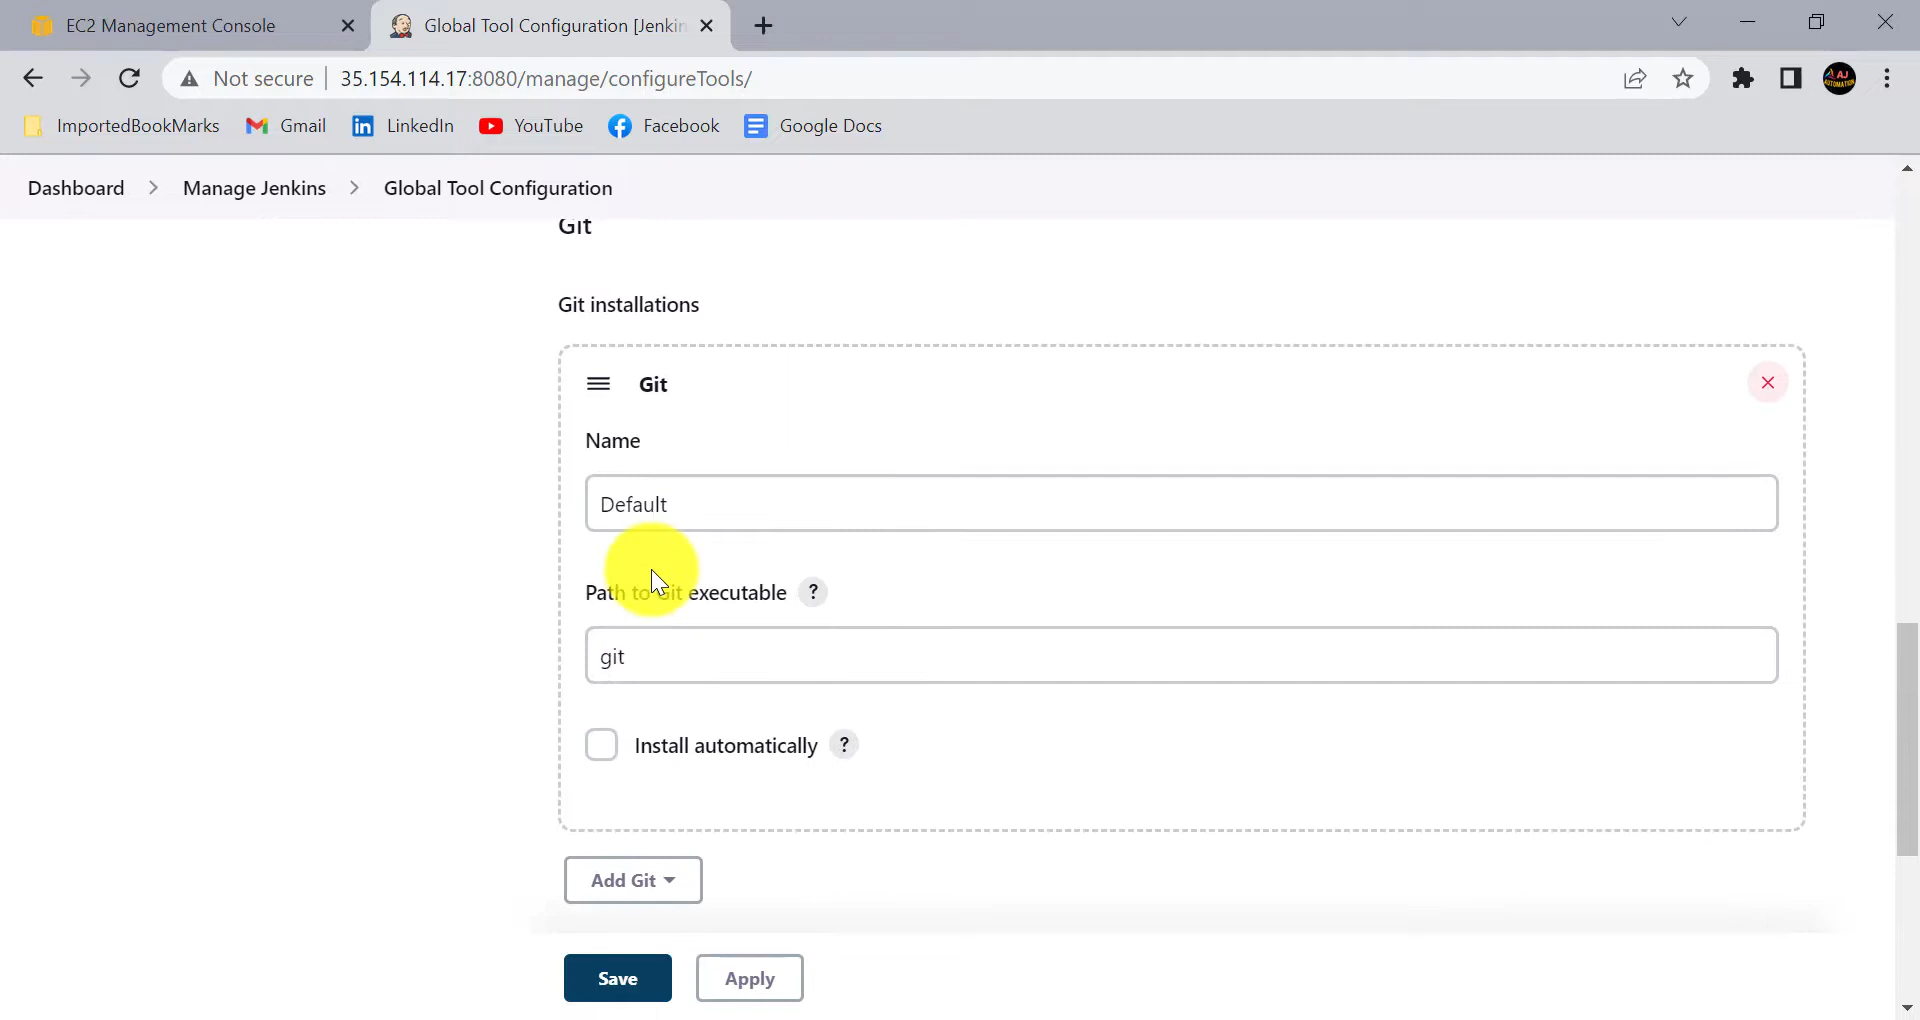 EC2 Management Console
Global Tool Configuration [Jenkin
Not secure
35.154.114.17:8080/manage/configureTools/
AJ
AUTOMATION
ImportedBookMarks
Gmail
LinkedIn
YouTube
Facebook
Google Docs
Dashboard
Manage Jenkins
Global Tool Configuration
Git
Git installations
Git
Name
Default
Path to Git executable ?
git
Install automatically ?
Add Git
Save
Apply